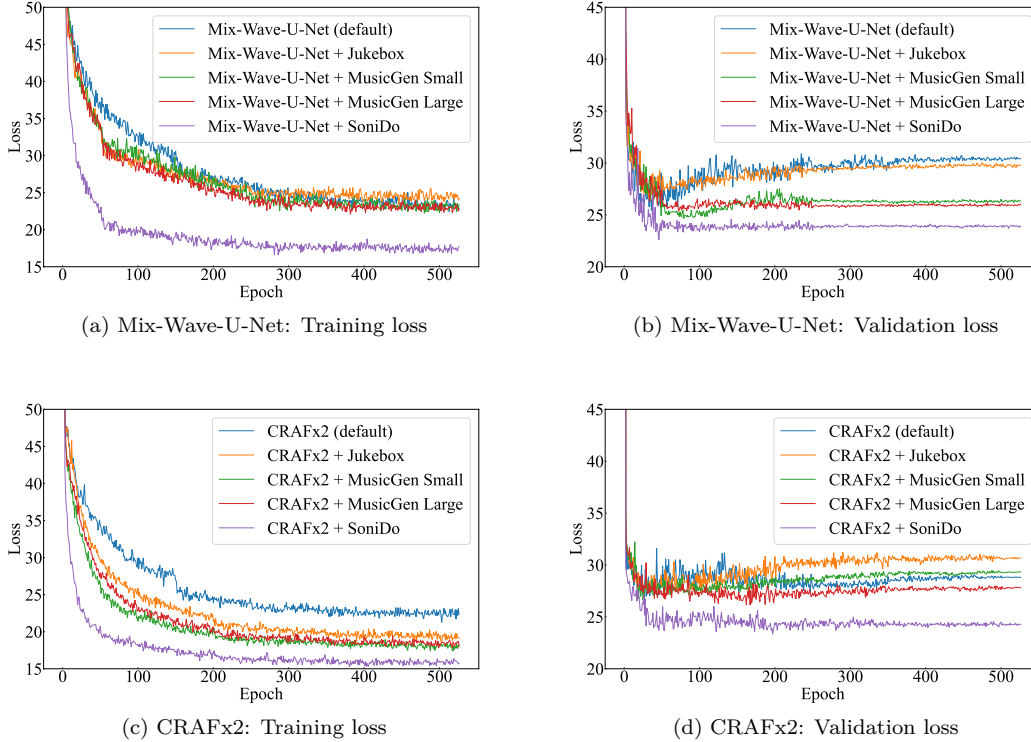 50
45
40
35
30
25
20
15
Loss
0
100
200
300
400
500
Epoch
Mix-Wave-U-Net (default)
Mix-Wave-U-Net + Jukebox
Mix-Wave-U-Net + MusicGen Small
Mix-Wave-U-Net + MusicGen Large
Mix-Wave-U-Net + SoniDo
(a) Mix-Wave-U-Net: Training loss
45
40
35
30
25
20
Loss
0
100
200
300
400
500
Epoch
Mix-Wave-U-Net (default)
Mix-Wave-U-Net + Jukebox
Mix-Wave-U-Net + MusicGen Small
Mix-Wave-U-Net + MusicGen Large
Mix-Wave-U-Net + SoniDo
(b) Mix-Wave-U-Net: Validation loss
50
45
40
35
30
25
20
15
Loss
0
100
200
300
400
500
Epoch
CRAFx2 (default)
CRAFx2 + Jukebox
CRAFx2 + MusicGen Small
CRAFx2 + MusicGen Large
CRAFx2 + SoniDo
(c) CRAFx2: Training loss
45
40
35
30
25
20
Loss
0
100
200
300
400
500
Epoch
CRAFx2 (default)
CRAFx2 + Jukebox
CRAFx2 + MusicGen Small
CRAFx2 + MusicGen Large
CRAFx2 + SoniDo
(d) CRAFx2: Validation loss